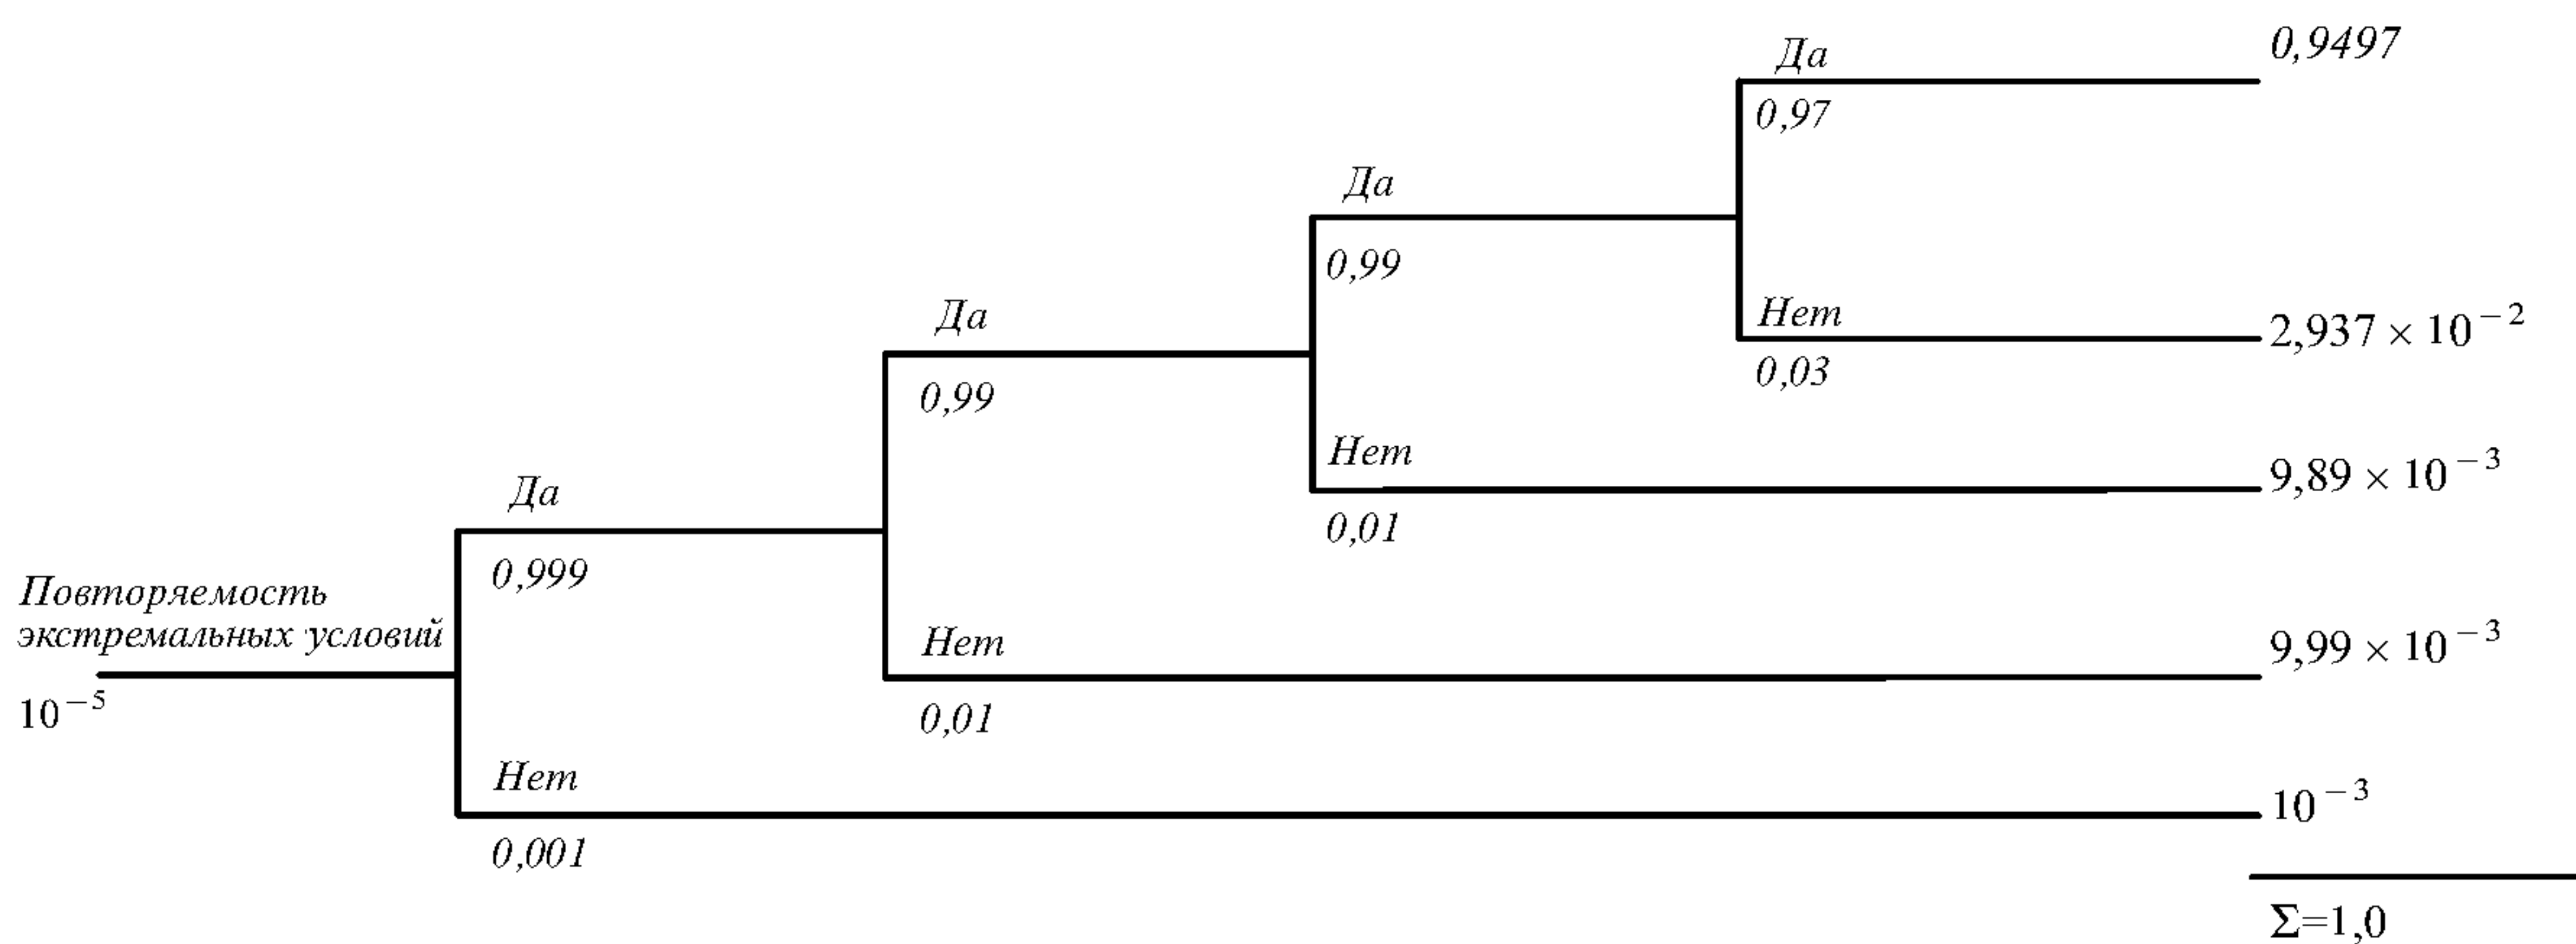 0,9497
Да
0,97
Да
0,99
Нет
2,937 × 10⁻²
0,03
Да
0,99
Нет
9,89 × 10⁻³
0,01
Да
0,999
Повторяемость
экстремальных условий
10⁻⁵
Нет
9,99 × 10⁻³
0,01
Нет
10⁻³
0,001
Σ=1,0